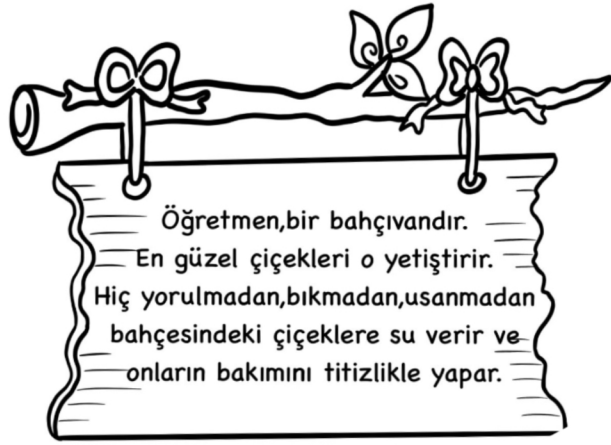 Öğretmen,bir bahçıvandır.
En güzel çiçekleri o yetiştirir.
Hiç yorulmadan,bıkmadan,usanmadan
bahçesindeki çiçeklere su verir ve
onların bakımını titizlikle yapar.